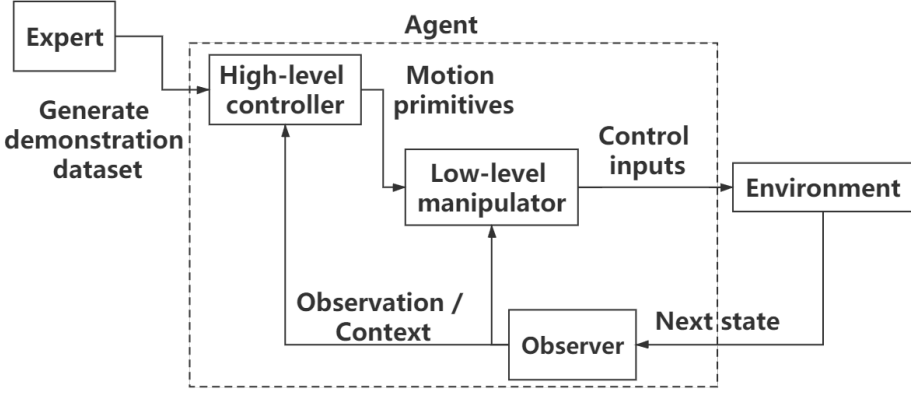 Agent
Expert
High-level
controller
Motion
primitives
Generate
demonstration
dataset
Control
inputs
Low-level
manipulator
Environment
Observation /
Context
Next state
Observer